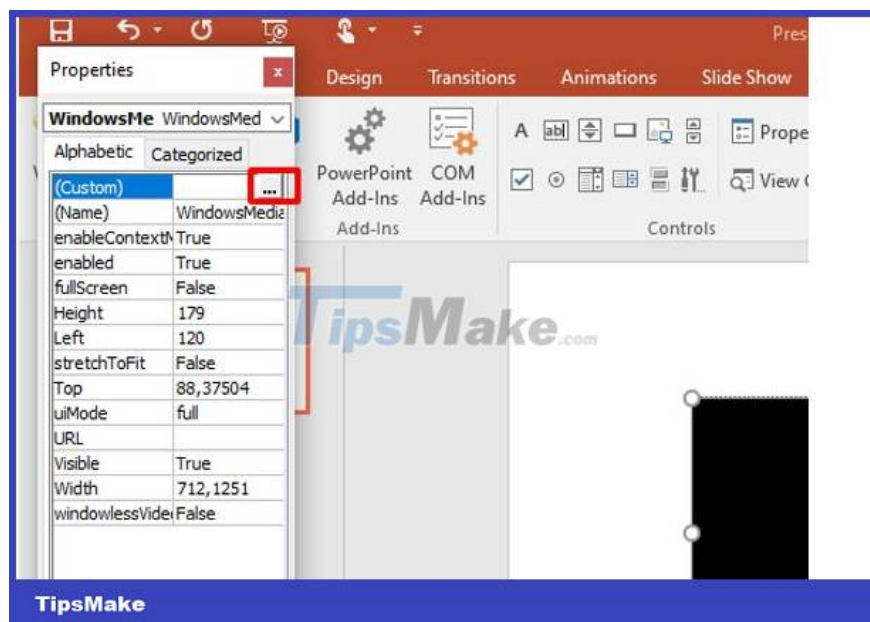 Pres
Properties
x
Design Transitions Animations Slide Show
WindowsMe WindowsMed
Alphabetic Categorized
PowerPoint Add-Ins
COM Add-Ins
A abl Prope
View
Add-Ins
Controls
(Custom) ...
(Name) WindowsMedia
enableContextM True
enabled True
fullScreen False
Height 179
Left 120
stretchToFit False
Top 88,37504
uiMode full
URL
Visible True
Width 712,1251
windowlessVide False
TipsMake.com
TipsMake